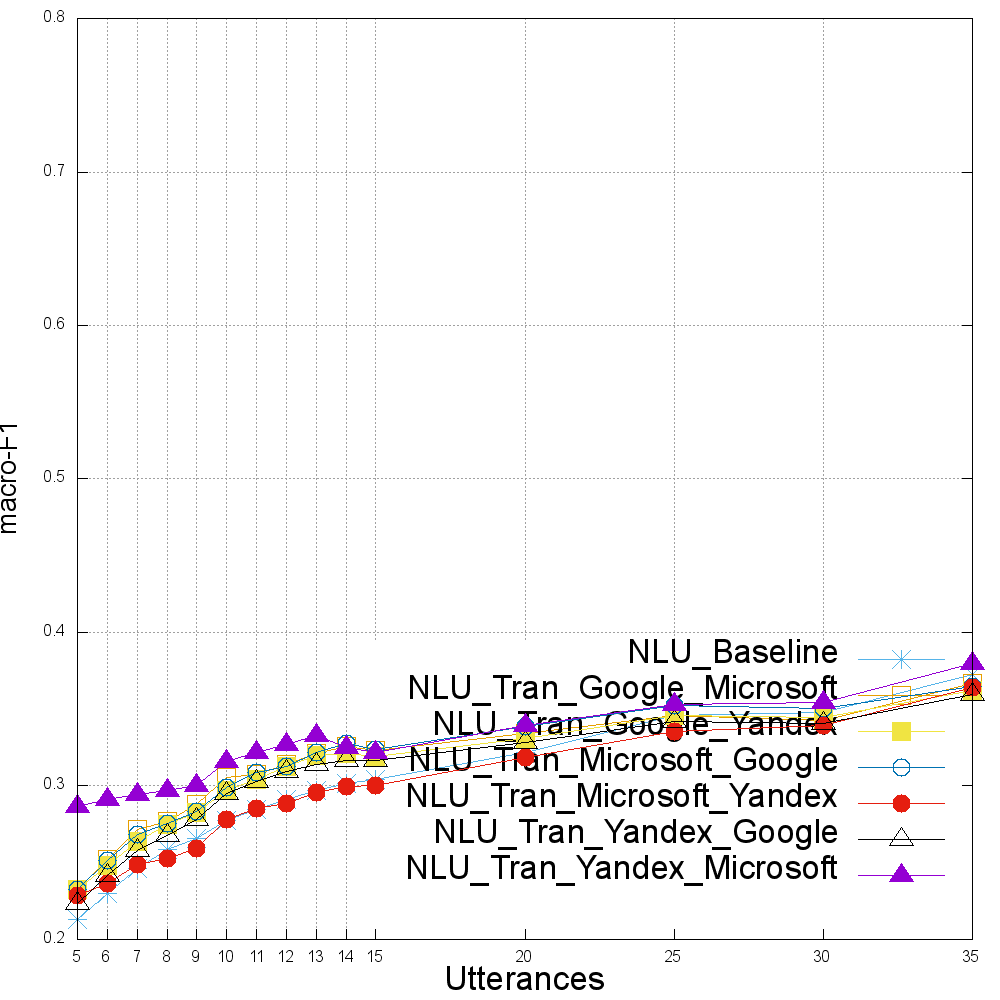 0.8
0.7
0.6
0.5
0.4
0.3
0.2
macro-F1
NLU_Baseline
NLU_Tran_Google_Microsoft
NLU_Tran_Google_Yandex
NLU_Tran_Microsoft_Google
NLU_Tran_Microsoft_Yandex
NLU_Tran_Yandex_Google
NLU_Tran_Yandex_Microsoft
5 6 7 8 9 10 11 12 13 14 15 20 25 30 35
Utterances